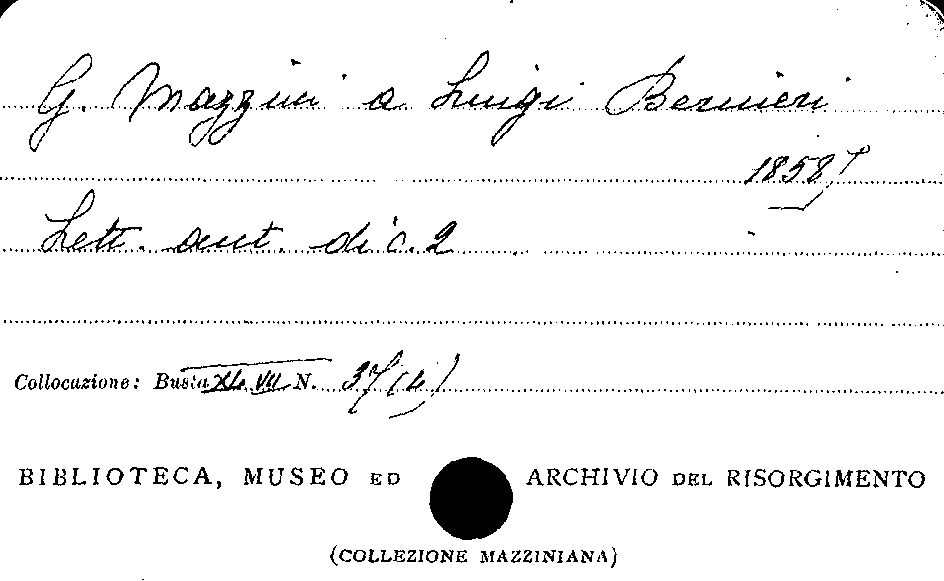 G. Mazzini a Luigi Bernieri
1858
Lett. aut. di c. 2
Collocazione: Busta XLVII N. 37 (4)
BIBLIOTECA, MUSEO ED ARCHIVIO DEL RISORGIMENTO
(COLLEZIONE MAZZINIANA)